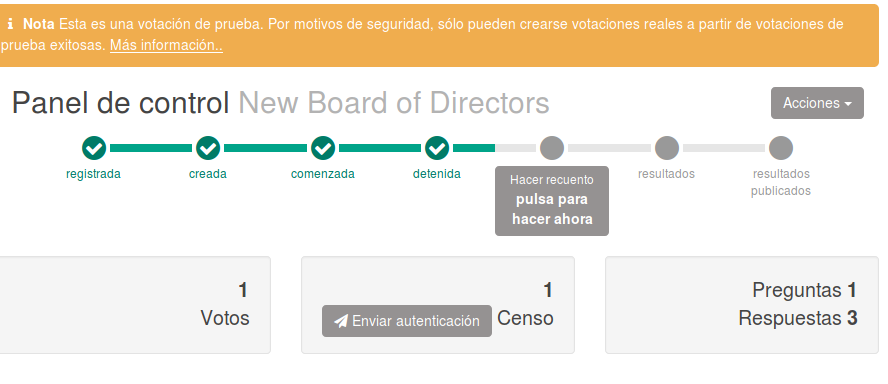 Nota Esta es una votación de prueba. Por motivos de seguridad, sólo pueden crearse votaciones reales a partir de votaciones de
prueba exitosas. Más información..
Panel de control New Board of Directors
Acciones
registrada
creada
comenzada
detenida
Hacer recuento
pulsa para
hacer ahora
resultados
resultados
publicados
1
Votos
1
Enviar autenticación Censo
Preguntas 1
Respuestas 3